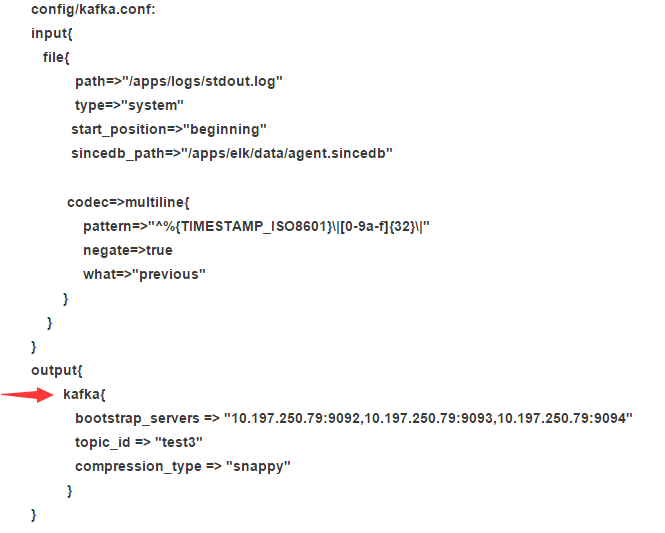 config/kafka.conf:
input{
file{
path=>"/apps/logs/stdout.log"
type=>"system"
start_position=>"beginning"
sincedb_path=>"/apps/elk/data/agent.sincedb"
codec=>multiline{
pattern=>"^%{TIMESTAMP_ISO8601}\|[0-9a-f]{32}\|"
negate=>true
what=>"previous"
}
}
}
output{
kafka{
bootstrap_servers => "10.197.250.79:9092,10.197.250.79:9093,10.197.250.79:9094"
topic_id => "test3"
compression_type => "snappy"
}
}